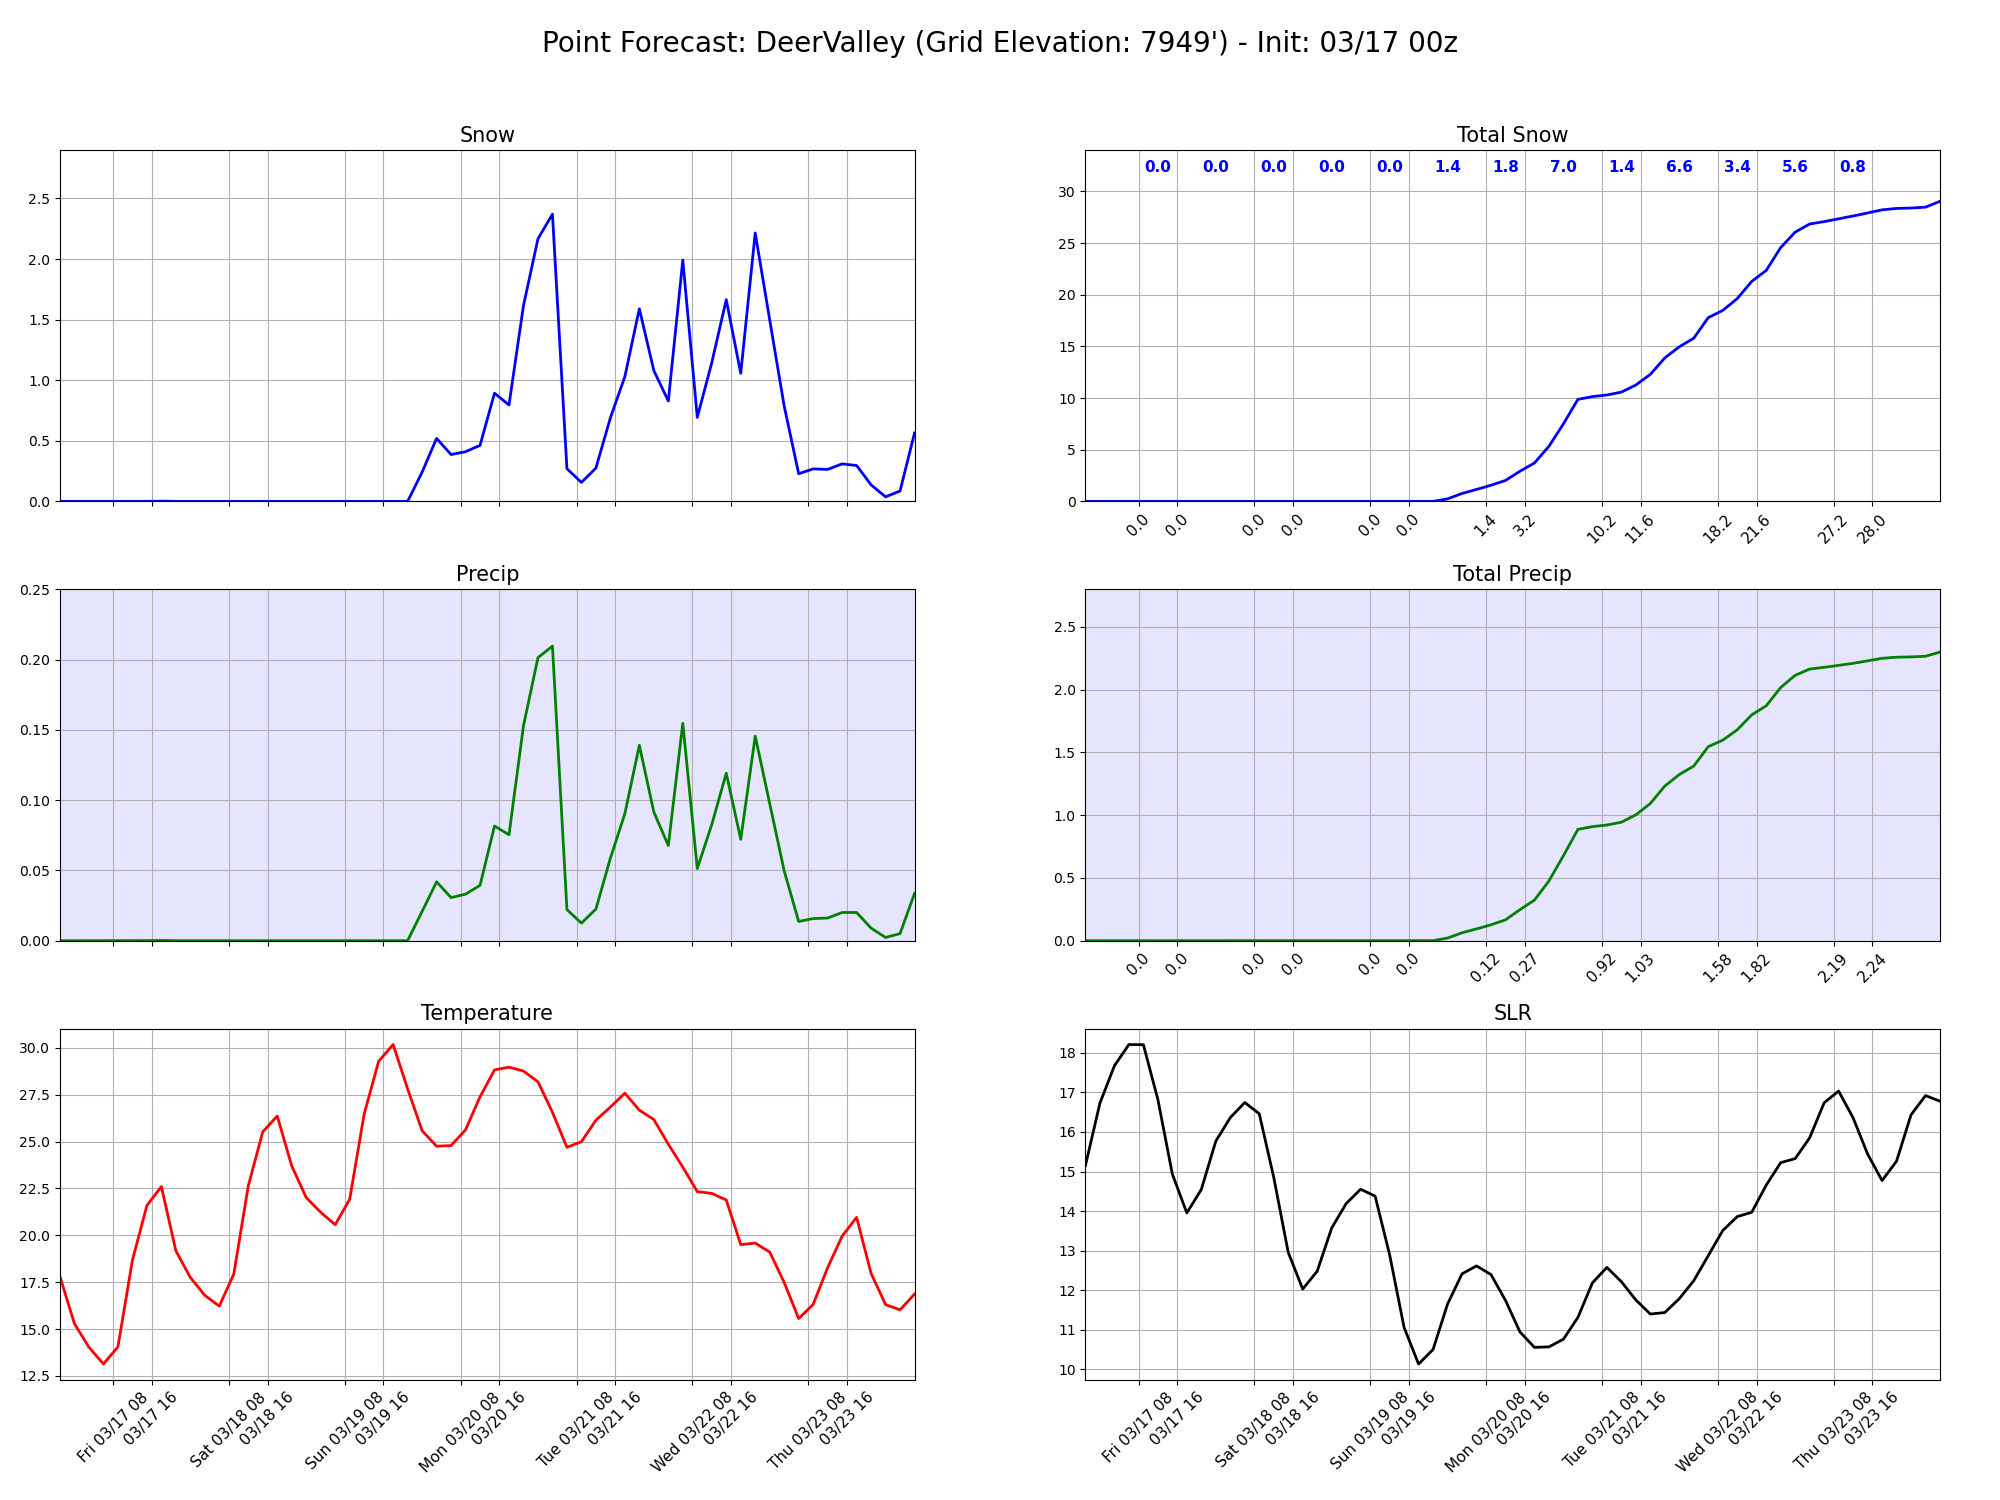 Point Forecast: DeerValley (Grid Elevation: 7949') - Init: 03/17 00z
Snow
2.5
2.0
1.5
1.0
0.5
0.0
Total Snow
0.0 0.0 0.0 0.0 0.0 1.4 1.8 7.0 1.4 6.6 3.4 5.6 0.8
30
25
20
15
10
5
0
0.0 0.0 0.0 0.0 0.0 0.0 1.4 3.2 10.2 11.6 18.2 21.6 27.2 28.0
Precip
0.25
0.20
0.15
0.10
0.05
0.00
Total Precip
2.5
2.0
1.5
1.0
0.5
0.0
0.0 0.0 0.0 0.0 0.0 0.0 0.12 0.27 0.92 1.03 1.58 1.82 2.19 2.24
Temperature
30.0
27.5
25.0
22.5
20.0
17.5
15.0
12.5
Fri 03/17 08
03/17 16
Sat 03/18 08
03/18 16
Sun 03/19 08
03/19 16
Mon 03/20 08
03/20 16
Tue 03/21 08
03/21 16
Wed 03/22 08
03/22 16
Thu 03/23 08
03/23 16
SLR
18
17
16
15
14
13
12
11
10
Fri 03/17 08
03/17 16
Sat 03/18 08
03/18 16
Sun 03/19 08
03/19 16
Mon 03/20 08
03/20 16
Tue 03/21 08
03/21 16
Wed 03/22 08
03/22 16
Thu 03/23 08
03/23 16